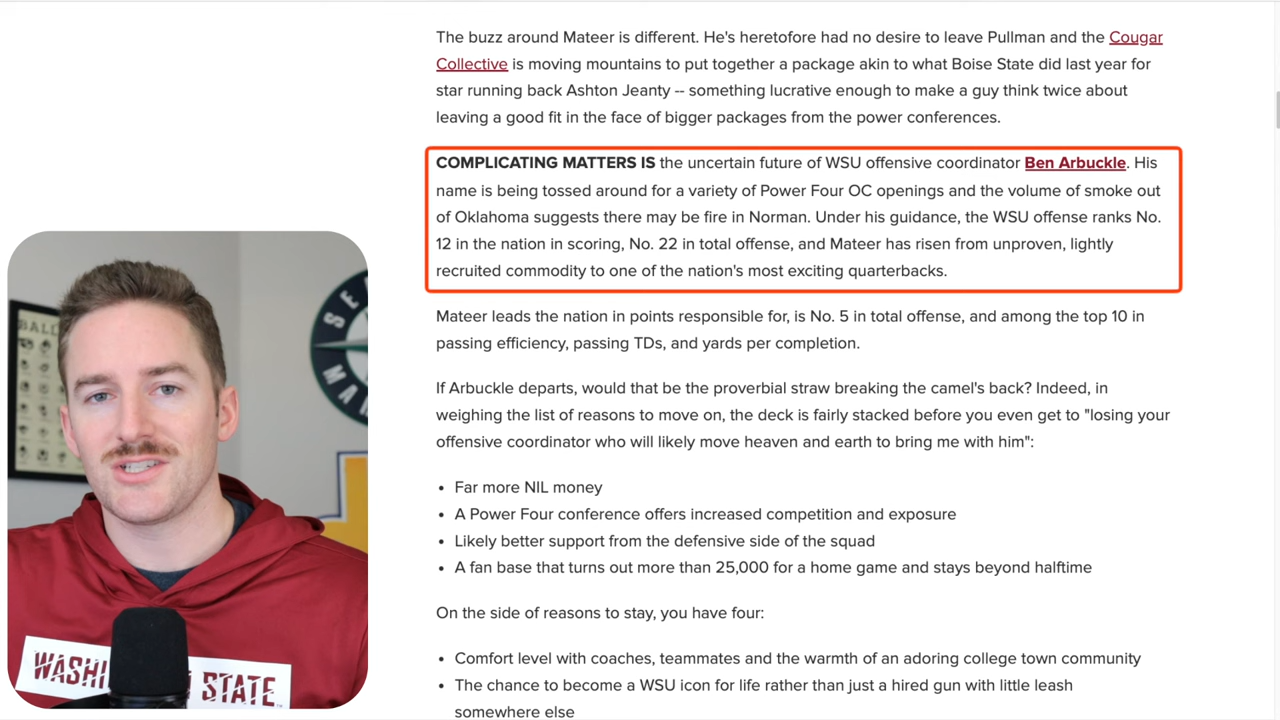 The buzz around Mateer is different. He's heretofore had no desire to leave Pullman and the Cougar
Collective is moving mountains to put together a package akin to what Boise State did last year for
star running back Ashton Jeanty -- something lucrative enough to make a guy think twice about
leaving a good fit in the face of bigger packages from the power conferences.
COMPLICATING MATTERS IS the uncertain future of WSU offensive coordinator Ben Arbuckle. His
name is being tossed around for a variety of Power Four OC openings and the volume of smoke out
of Oklahoma suggests there may be fire in Norman. Under his guidance, the WSU offense ranks No.
12 in the nation in scoring, No. 22 in total offense, and Mateer has risen from unproven, lightly
recruited commodity to one of the nation's most exciting quarterbacks.
Mateer leads the nation in points responsible for, is No. 5 in total offense, and among the top 10 in
passing efficiency, passing TDs, and yards per completion.
If Arbuckle departs, would that be the proverbial straw breaking the camel's back? Indeed, in
weighing the list of reasons to move on, the deck is fairly stacked before you even get to "losing your
offensive coordinator who will likely move heaven and earth to bring me with him":
• Far more NIL money
• A Power Four conference offers increased competition and exposure
• Likely better support from the defensive side of the squad
• A fan base that turns out more than 25,000 for a home game and stays beyond halftime
On the side of reasons to stay, you have four:
• Comfort level with coaches, teammates and the warmth of an adoring college town community
• The chance to become a WSU icon for life rather than just a hired gun with little leash
somewhere else
BALL
SE
MA
WASHI STATE